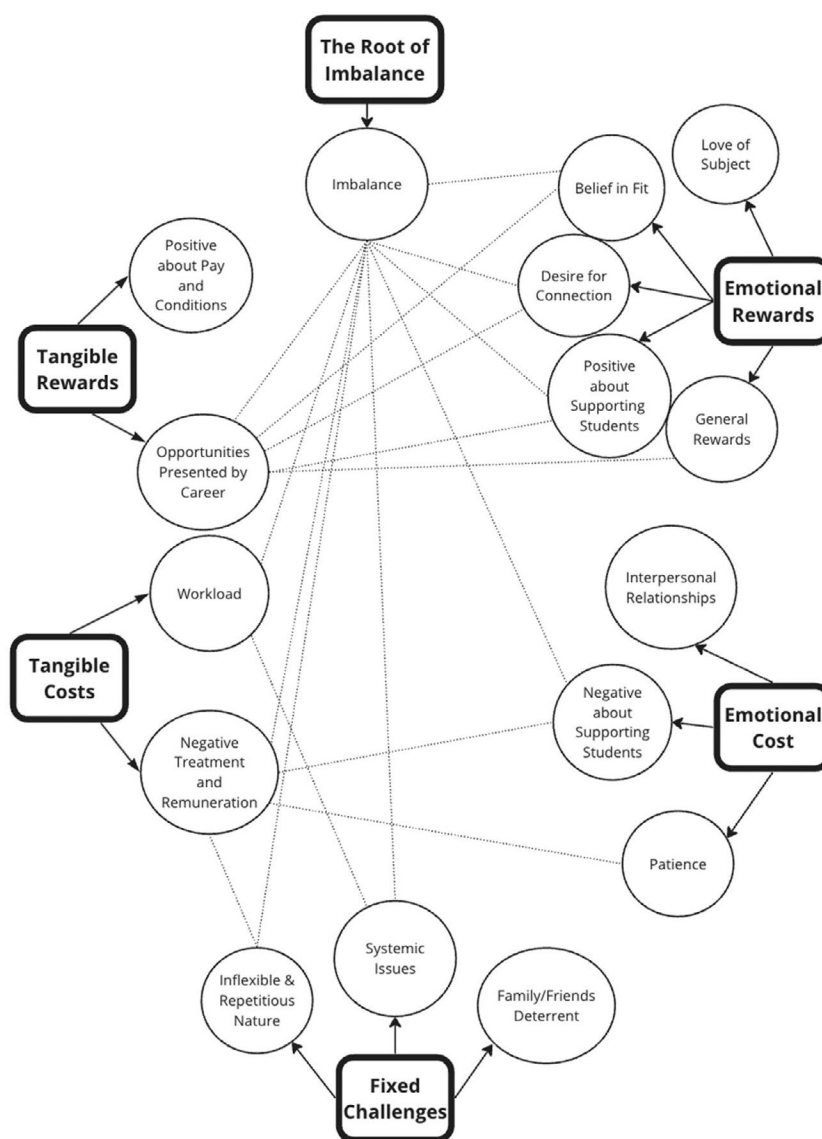 The Root of
Imbalance
Imbalance
Love of
Subject
Belief in Fit
Positive
about Pay
and
Conditions
Desire for
Connection
Emotional
Rewards
Tangible
Rewards
Positive
about
Supporting
Students
General
Rewards
Opportunities
Presented by
Career
Workload
Interpersonal
Relationships
Tangible
Costs
Negative
about
Supporting
Students
Emotional
Cost
Negative
Treatment
and
Remuneration
Patience
Systemic
Issues
Inflexible &
Repetitious
Nature
Family/Friends
Deterrent
Fixed
Challenges